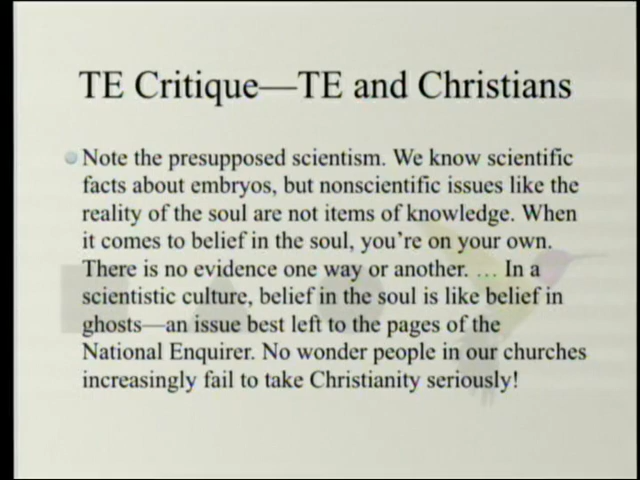 TE Critique—TE and Christians
Note the presupposed scientism. We know scientific
facts about embryos, but nonscientific issues like the
reality of the soul are not items of knowledge. When
it comes to belief in the soul, you’re on your own.
There is no evidence one way or another. … In a
scientistic culture, belief in the soul is like belief in
ghosts—an issue best left to the pages of the
National Enquirer. No wonder people in our churches
increasingly fail to take Christianity seriously!